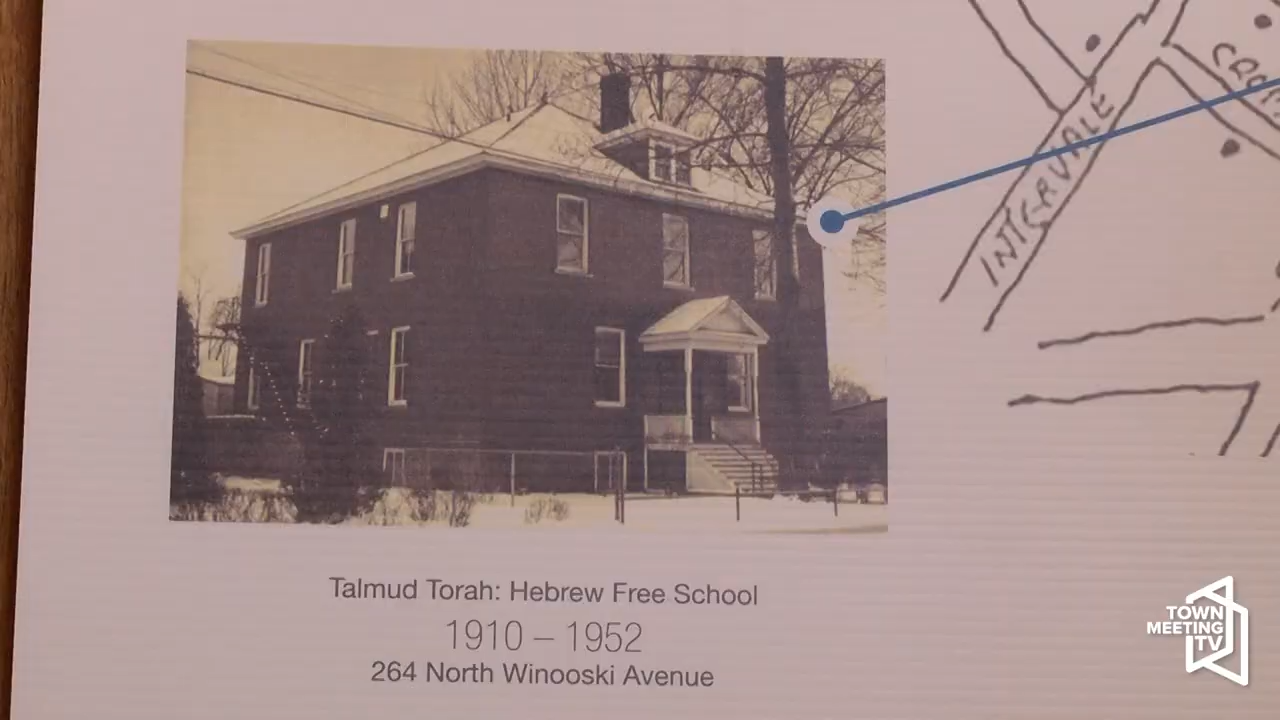 INTERVALE
Talmud Torah: Hebrew Free School
1910 – 1952
264 North Winooski Avenue
TOWN
MEETING
TV